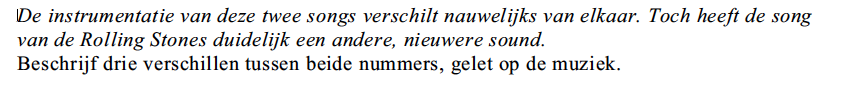 De instrumentatie van deze twee songs verschilt nauwelijks van elkaar. Toch heeft de song
van de Rolling Stones duidelijk een andere, nieuwere sound.
Beschrijf drie verschillen tussen beide nummers, gelet op de muziek.